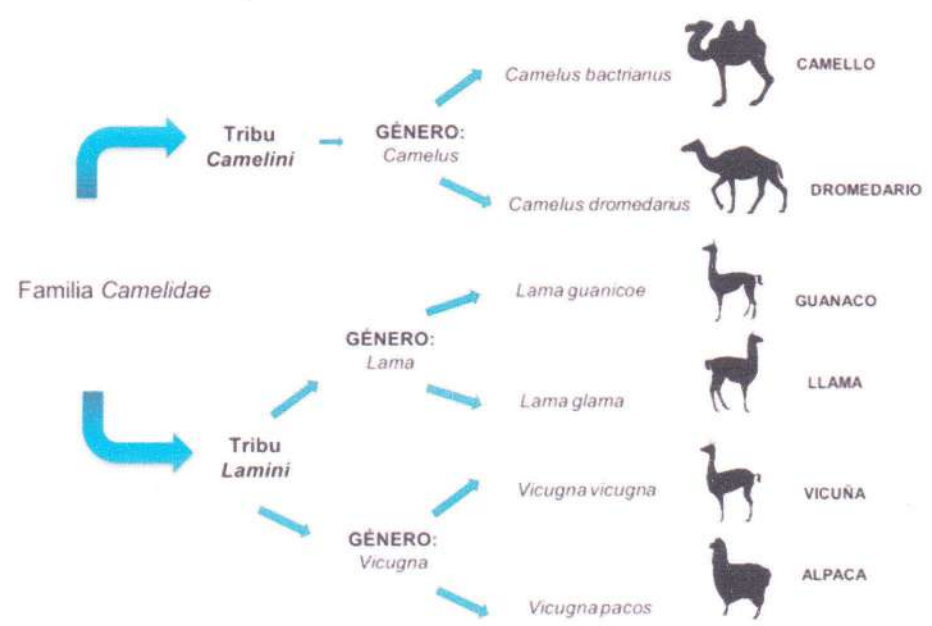 Camelus bactrianus
CAMELLO
Tribu
Camelini
GÉNERO:
Camelus
Camelus dromedarius
DROMEDARIO
Familia Camelidae
Lama guanicoe
GUANACO
GÉNERO:
Lama
Lama glama
LLAMA
Tribu
Lamini
Vicugna vicugna
VICUÑA
GÉNERO:
Vicugna
Vicugna pacos
ALPACA